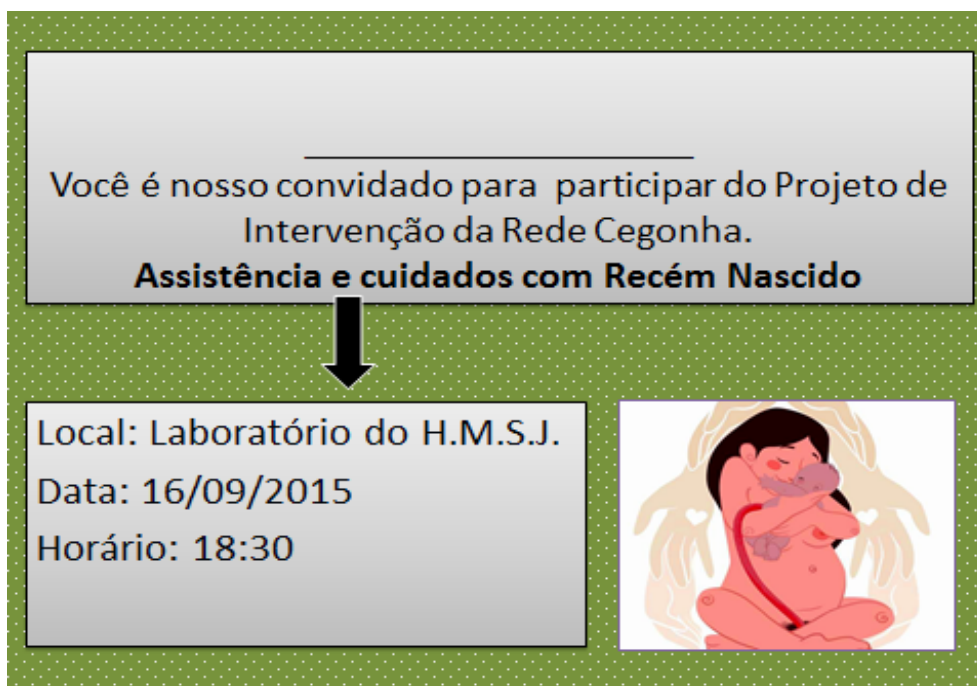 Você é nosso convidado para participar do Projeto de
Intervenção da Rede Cegonha.
Assistência e cuidados com Recém Nascido
Local: Laboratório do H.M.S.J.
Data: 16/09/2015
Horário: 18:30